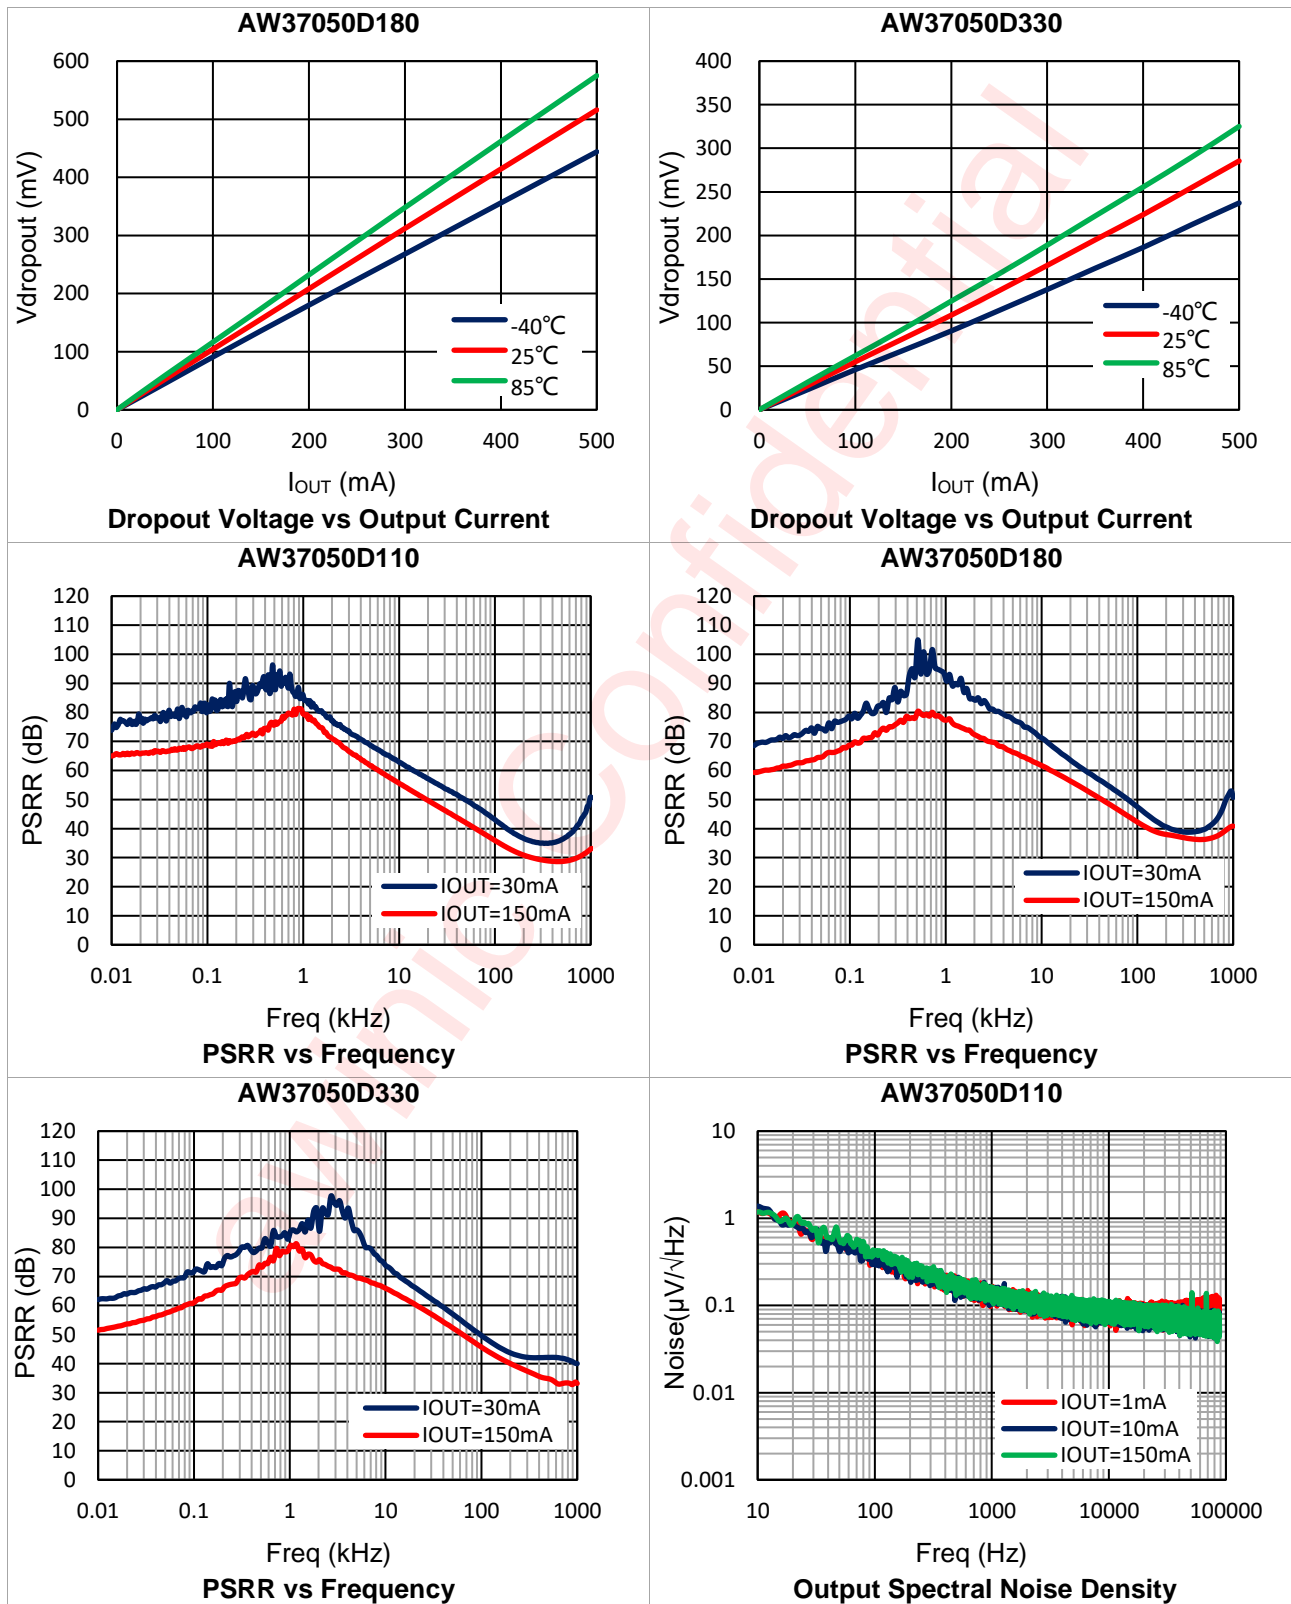 AW37050D180
600
500
400
300
200
100
0
Vdropout (mV)
-40℃
25℃
85℃
0 100 200 300 400 500
IOUT (mA)
Dropout Voltage vs Output Current
AW37050D330
400
350
300
250
200
150
100
50
0
Vdropout (mV)
-40℃
25℃
85℃
0 100 200 300 400 500
IOUT (mA)
Dropout Voltage vs Output Current
AW37050D110
120
110
100
90
80
70
60
50
40
30
20
10
0
PSRR (dB)
IOUT=30mA
IOUT=150mA
0.01 0.1 1 10 100 1000
Freq (kHz)
PSRR vs Frequency
AW37050D180
120
110
100
90
80
70
60
50
40
30
20
10
0
PSRR (dB)
IOUT=30mA
IOUT=150mA
0.01 0.1 1 10 100 1000
Freq (kHz)
PSRR vs Frequency
AW37050D330
120
110
100
90
80
70
60
50
40
30
20
10
0
PSRR (dB)
IOUT=30mA
IOUT=150mA
0.01 0.1 1 10 100 1000
Freq (kHz)
PSRR vs Frequency
AW37050D110
10
1
0.1
0.01
0.001
Noise(μV/√Hz)
IOUT=1mA
IOUT=10mA
IOUT=150mA
10 100 1000 10000 100000
Freq (Hz)
Output Spectral Noise Density
awinic Confidential